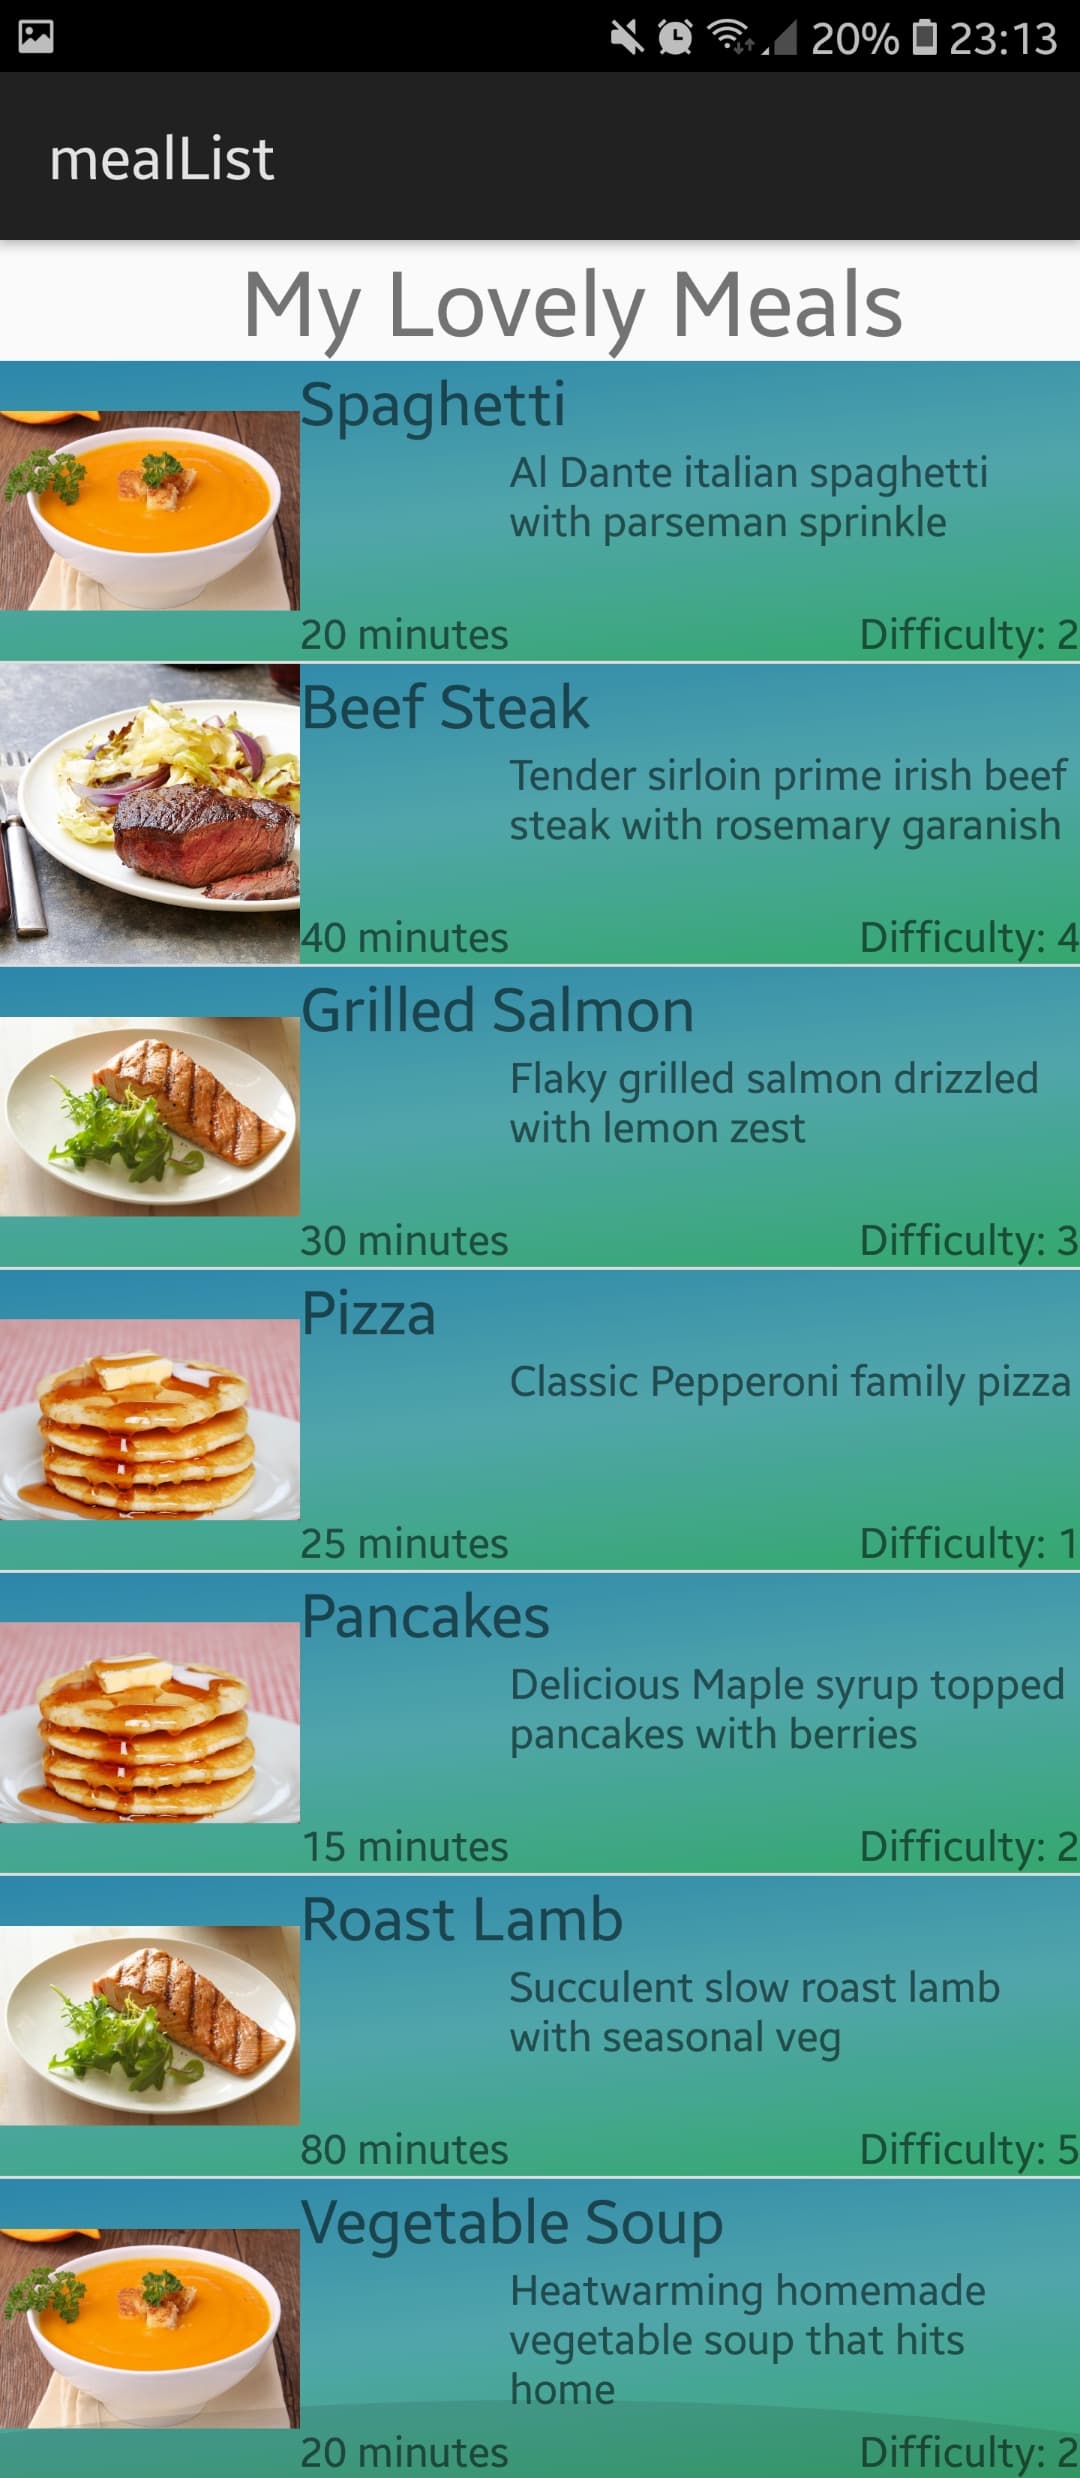 20% 23:13
mealList
My Lovely Meals
Spaghetti
Al Dante italian spaghetti
with parseman sprinkle
20 minutes Difficulty: 2
Beef Steak
Tender sirloin prime irish beef
steak with rosemary garanish
40 minutes Difficulty: 4
Grilled Salmon
Flaky grilled salmon drizzled
with lemon zest
30 minutes Difficulty: 3
Pizza
Classic Pepperoni family pizza
25 minutes Difficulty: 1
Pancakes
Delicious Maple syrup topped
pancakes with berries
15 minutes Difficulty: 2
Roast Lamb
Succulent slow roast lamb
with seasonal veg
80 minutes Difficulty: 5
Vegetable Soup
Heatwarming homemade
vegetable soup that hits
home
20 minutes Difficulty: 2